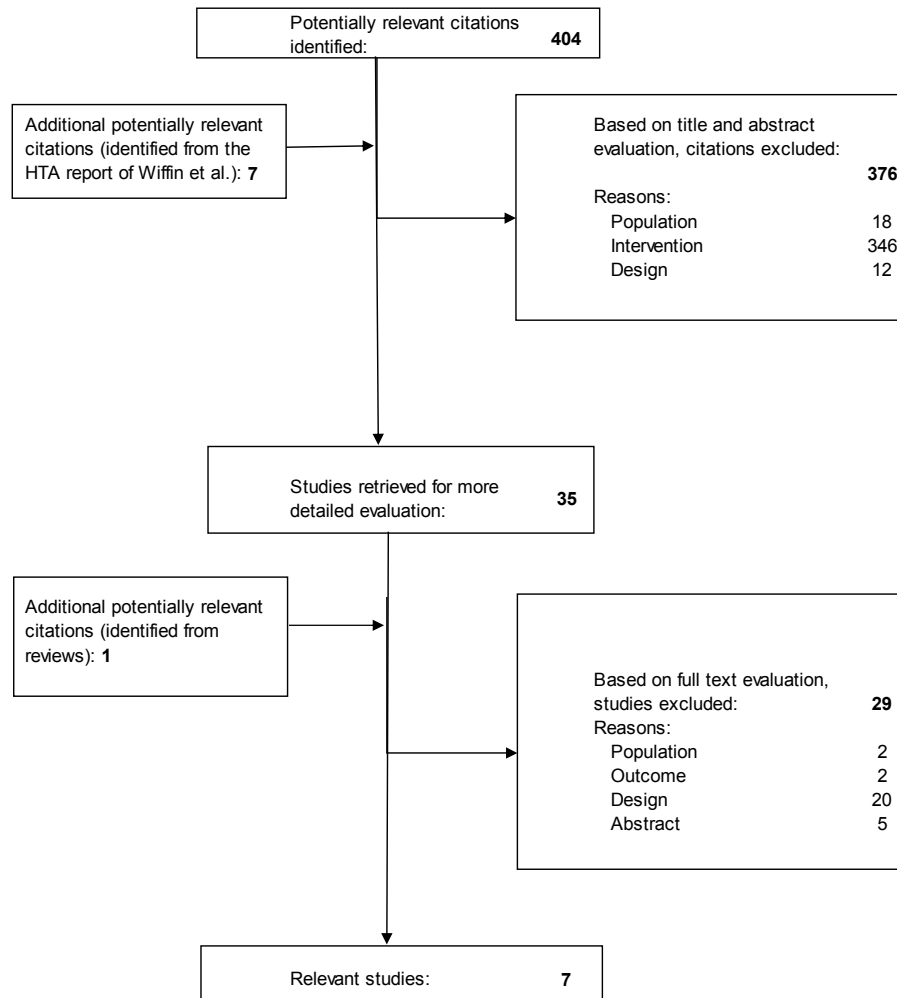 Potentially relevant citations
identified: 404
Additional potentially relevant
citations (identified from the
HTA report of Wiffin et al.): 7
Based on title and abstract
evaluation, citations excluded:
376
Reasons:
Population 18
Intervention 346
Design 12
Studies retrieved for more
detailed evaluation: 35
Additional potentially relevant
citations (identified from
reviews): 1
Based on full text evaluation,
studies excluded: 29
Reasons:
Population 2
Outcome 2
Design 20
Abstract 5
Relevant studies: 7